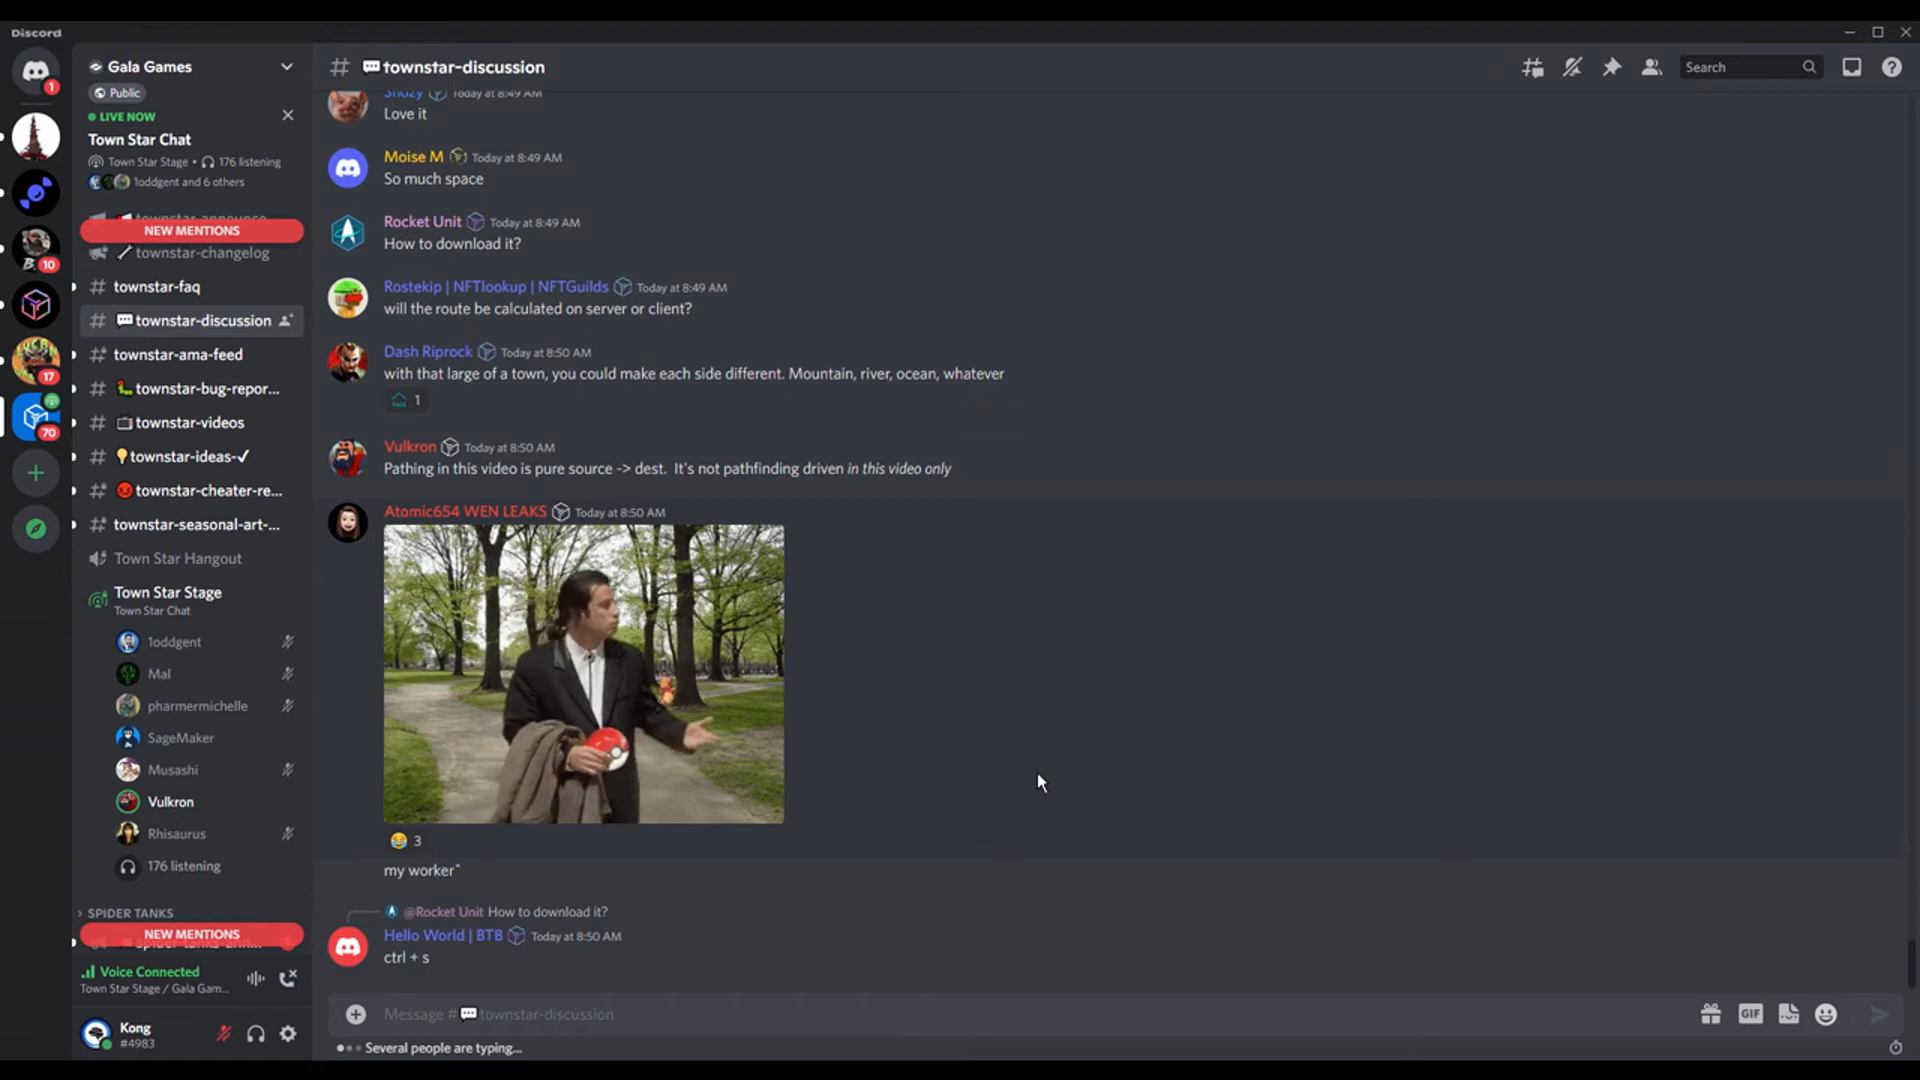 Discord
1
10
17
70
Gala Games
Public
LIVE NOW
Town Star Chat
Town Star Stage • 176 listening
1oddgent and 6 others
townstar-announce
NEW MENTIONS
townstar-changelog
townstar-faq
townstar-discussion
townstar-ama-feed
townstar-bug-repor...
townstar-videos
townstar-ideas-✓
townstar-cheater-re...
townstar-seasonal-art-...
Town Star Hangout
Town Star Stage
Town Star Chat
1oddgent
Mal
pharmermichelle
SageMaker
Musashi
Vulkron
Rhisaurus
176 listening
SPIDER TANKS
NEW MENTIONS
Voice Connected
Town Star Stage / Gala Gam...
Kong
#4983
townstar-discussion
Search
Today at 8:49 AM
Love it
Moise M Today at 8:49 AM
So much space
Rocket Unit Today at 8:49 AM
How to download it?
Rostekip | NFTlookup | NFTGuilds Today at 8:49 AM
will the route be calculated on server or client?
Dash Riprock Today at 8:50 AM
with that large of a town, you could make each side different. Mountain, river, ocean, whatever
1
Vulkron Today at 8:50 AM
Pathing in this video is pure source -> dest. It's not pathfinding driven in this video only
Atomic654 WEN LEAKS Today at 8:50 AM
3
my worker^
@Rocket Unit How to download it?
Hello World | BTB Today at 8:50 AM
ctrl + s
Message #townstar-discussion
GIF
Several people are typing...